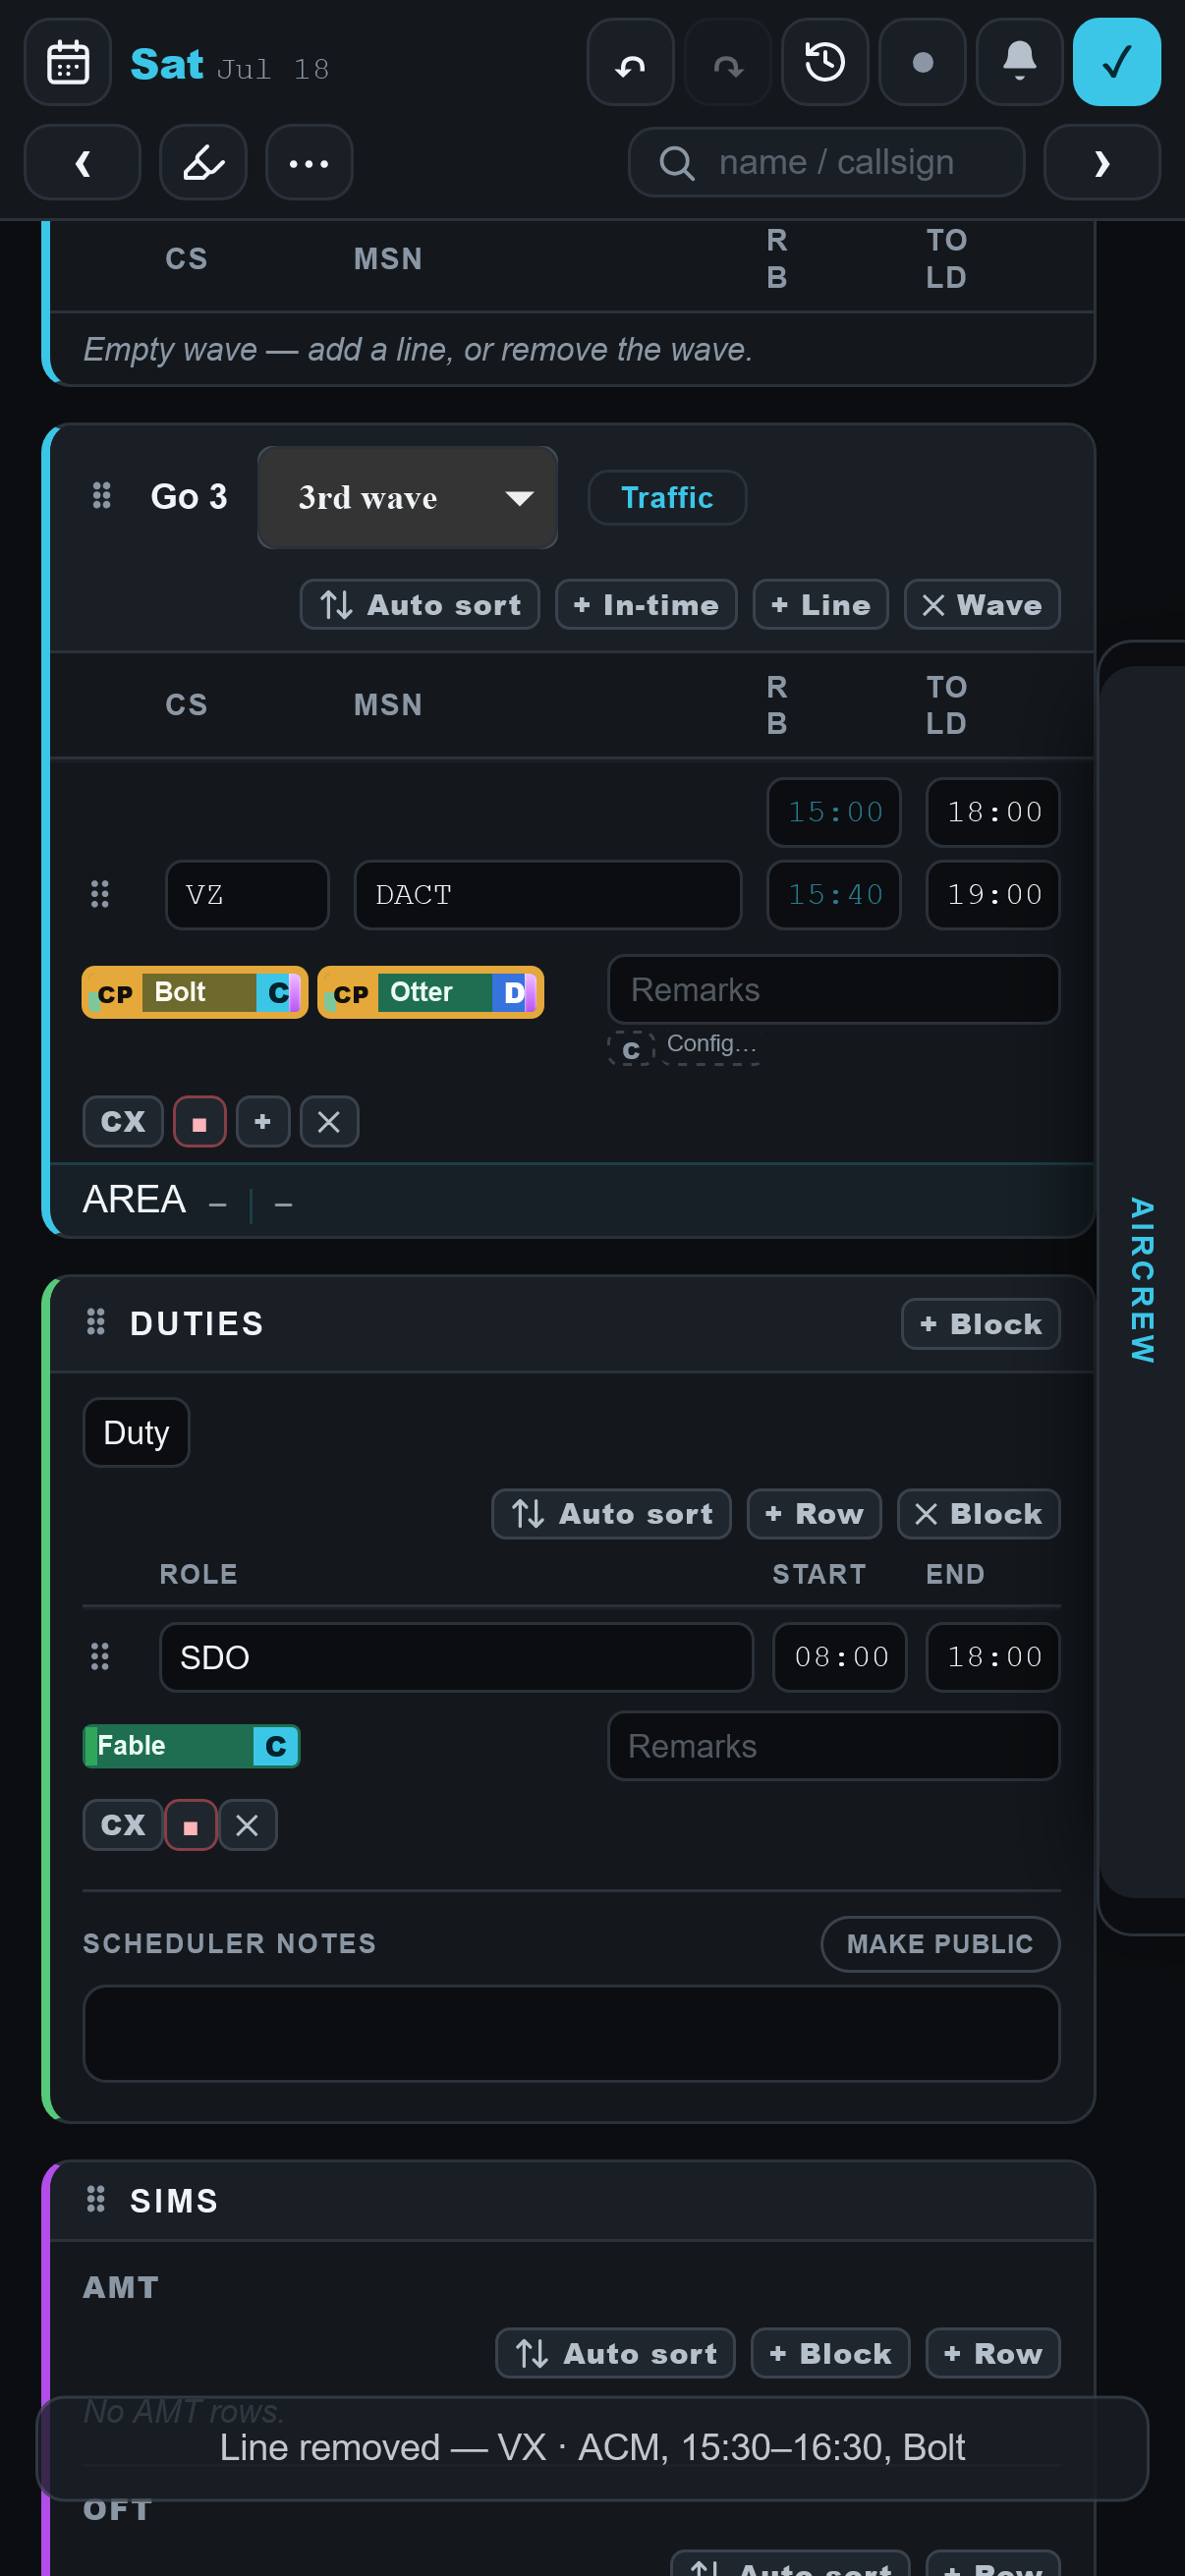 Sat Jul 18
name / callsign
CS MSN R B TO LD
Empty wave — add a line, or remove the wave.
Go 3 3rd wave Traffic
Auto sort + In-time + Line × Wave
CS MSN R B TO LD
15:00 18:00
VZ DACT 15:40 19:00
CP Bolt C CP Otter D Remarks
C Config...
CX + ×
AREA – | –
AIRCREW
DUTIES + Block
Duty
Auto sort + Row × Block
ROLE START END
SDO 08:00 18:00
Fable C Remarks
CX ×
SCHEDULER NOTES MAKE PUBLIC
SIMS
AMT
Auto sort + Block + Row
No AMT rows.
Line removed — VX · ACM, 15:30–16:30, Bolt
OFT
Auto sort + Row